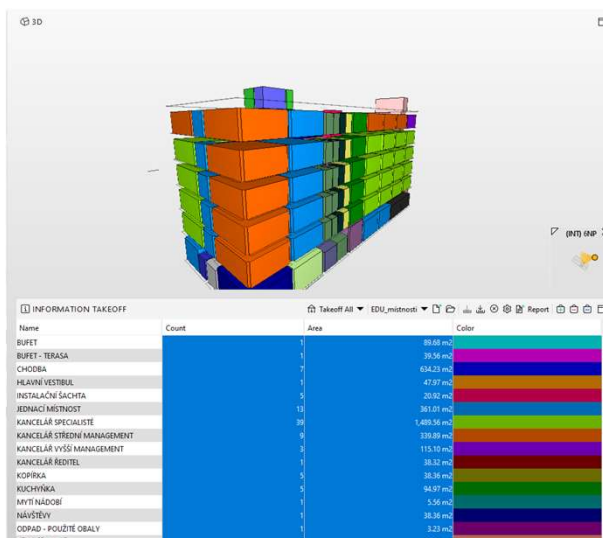 3D
(INT) 6NP
INFORMATION TAKEOFF Takeoff All EDU_mistnosti Report
Name Count Area Color
BUFET 1 89.68 m2
BUFET - TERASA 1 39.56 m2
CHODBA 7 634.23 m2
HLAVNÍ VESTIBUL 1 47.97 m2
INSTALAČNÍ ŠACHTA 5 20.92 m2
JEDNACÍ MÍSTNOST 13 361.01 m2
KANCELÁŘ SPECIALISTÉ 39 1,489.56 m2
KANCELÁŘ STŘEDNÍ MANAGEMENT 9 339.89 m2
KANCELÁŘ VYŠŠÍ MANAGEMENT 3 115.10 m2
KANCELÁŘ ŘEDITEL 1 38.32 m2
KOPÍRKA 5 38.36 m2
KUCHYŇKA 5 94.97 m2
MYTÍ NÁDOBÍ 1 5.56 m2
NÁVŠTĚVY 1 38.36 m2
ODPAD - POUŽITÉ OBALY 1 3.23 m2